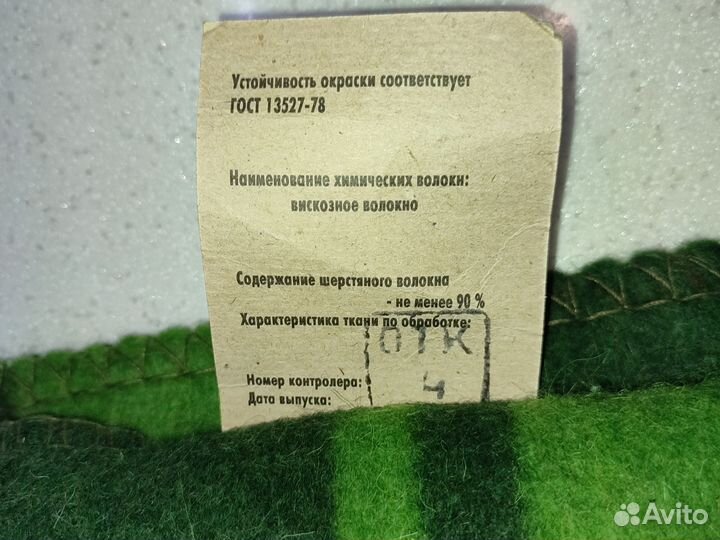 Устойчивость окраски соответствует
ГОСТ 13527-78
Наименование химических волокн:
вискозное волокно
Содержание шерстяного волокна
- не менее 90 %
Характеристика ткани по обработке:
ОТК
4
Номер контролера:
Дата выпуска:
Avito